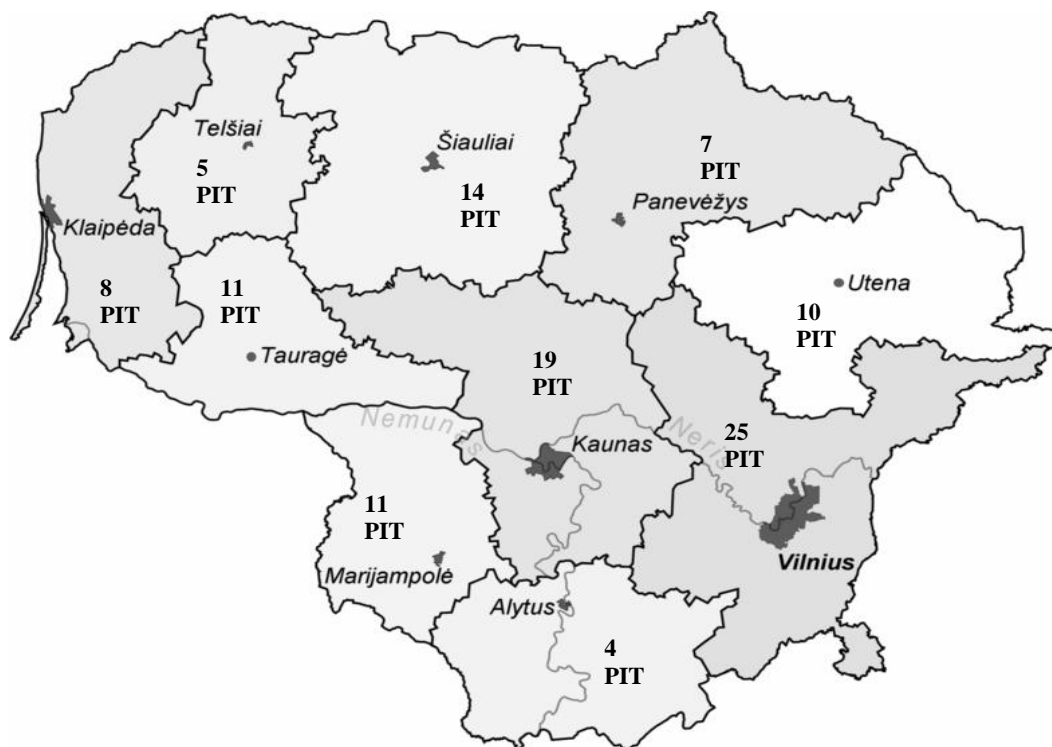 Telšiai
5
PIT
Šiauliai
14
PIT
7
PIT
Panevėžys
Klaipėda
8
PIT
11
PIT
Tauragė
Utena
10
PIT
19
PIT
Nemunas
Kaunas
Neris
25
PIT
11
PIT
Marijampolė
Vilnius
Alytus
4
PIT